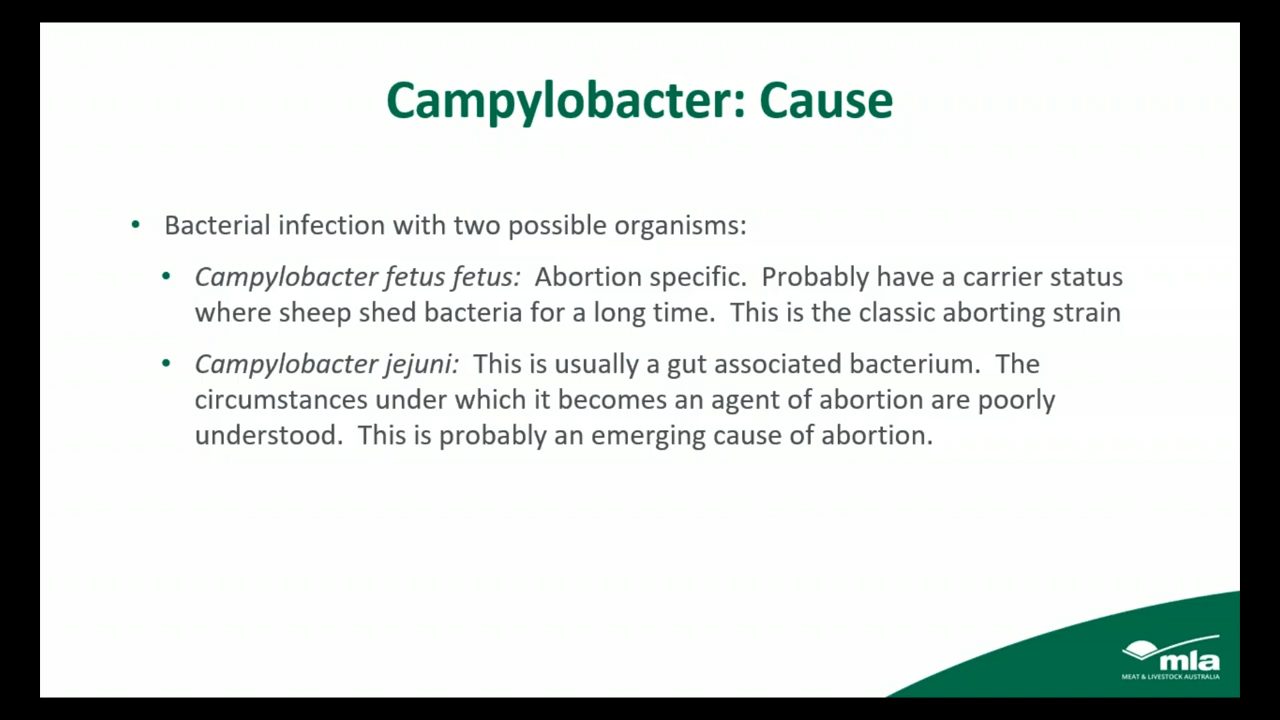 Campylobacter: Cause
• Bacterial infection with two possible organisms:
• Campylobacter fetus fetus:  Abortion specific.  Probably have a carrier status
where sheep shed bacteria for a long time.  This is the classic aborting strain
• Campylobacter jejuni:  This is usually a gut associated bacterium.  The
circumstances under which it becomes an agent of abortion are poorly
understood.  This is probably an emerging cause of abortion.
mla
MEAT & LIVESTOCK AUSTRALIA